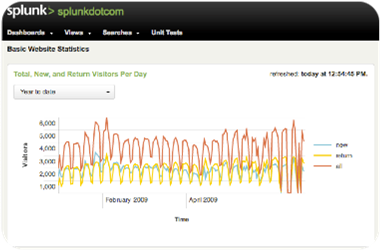 splunk> splunkdotcom
Dashboards Views Searches Unit Tests
Basic Website Statistics
Total, New, and Return Visitors Per Day
refreshed: today at 12:54:45 PM.
Year to date
6,000
5,000
4,000
3,000
2,000
1,000
Visitors
new
return
all
February 2009
April 2009
Time